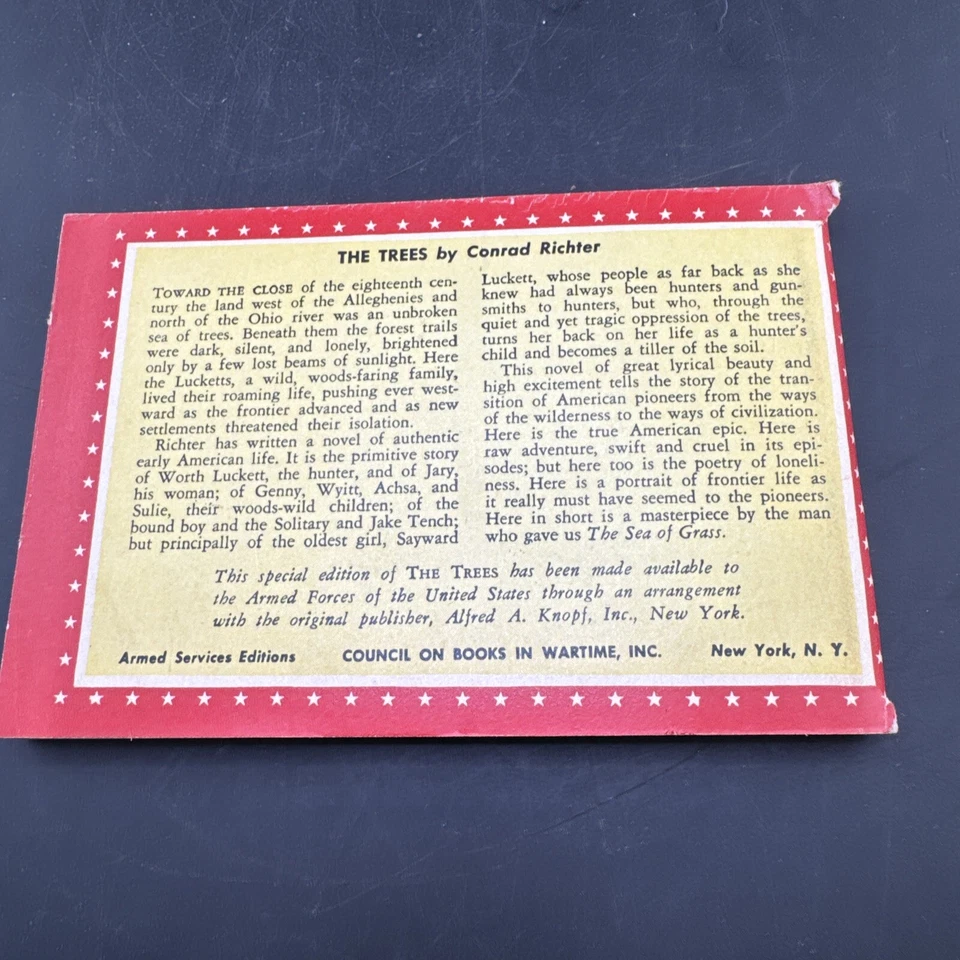 THE TREES by Conrad Richter
TOWARD THE CLOSE of the eighteenth cen-
tury the land west of the Alleghenies and
north of the Ohio river was an unbroken
sea of trees. Beneath them the forest trails
were dark, silent, and lonely, brightened
only by a few lost beams of sunlight. Here
the Lucketts, a wild, woods-faring family,
lived their roaming life, pushing ever west-
ward as the frontier advanced and as new
settlements threatened their isolation.
Richter has written a novel of authentic
early American life. It is the primitive story
of Worth Luckett, the hunter, and of Jary,
his woman; of Genny, Wyitt, Achsa, and
Sulie, their woods-wild children; of the
bound boy and the Solitary and Jake Tench;
but principally of the oldest girl, Sayward
Luckett, whose people as far back as she
knew had always been hunters and gun-
smiths to hunters, but who, through the
quiet and yet tragic oppression of the trees,
turns her back on her life as a hunter's
child and becomes a tiller of the soil.
This novel of great lyrical beauty and
high excitement tells the story of the tran-
sition of American pioneers from the ways
of the wilderness to the ways of civilization.
Here is the true American epic. Here is
raw adventure, swift and cruel in its epi-
sodes; but here too is the poetry of loneli-
ness. Here is a portrait of frontier life as
it really must have seemed to the pioneers.
Here in short is a masterpiece by the man
who gave us The Sea of Grass.
This special edition of THE TREES has been made available to
the Armed Forces of the United States through an arrangement
with the original publisher, Alfred A. Knopf, Inc., New York.
Armed Services Editions COUNCIL ON BOOKS IN WARTIME, INC. New York, N. Y.